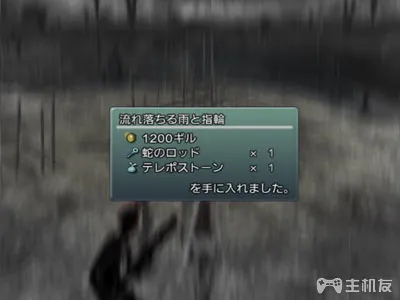 流れ落ちる雨と指輪
1200ギル
蛇のロッド × 1
テレポストーン × 1
を手に入れました。
主机友